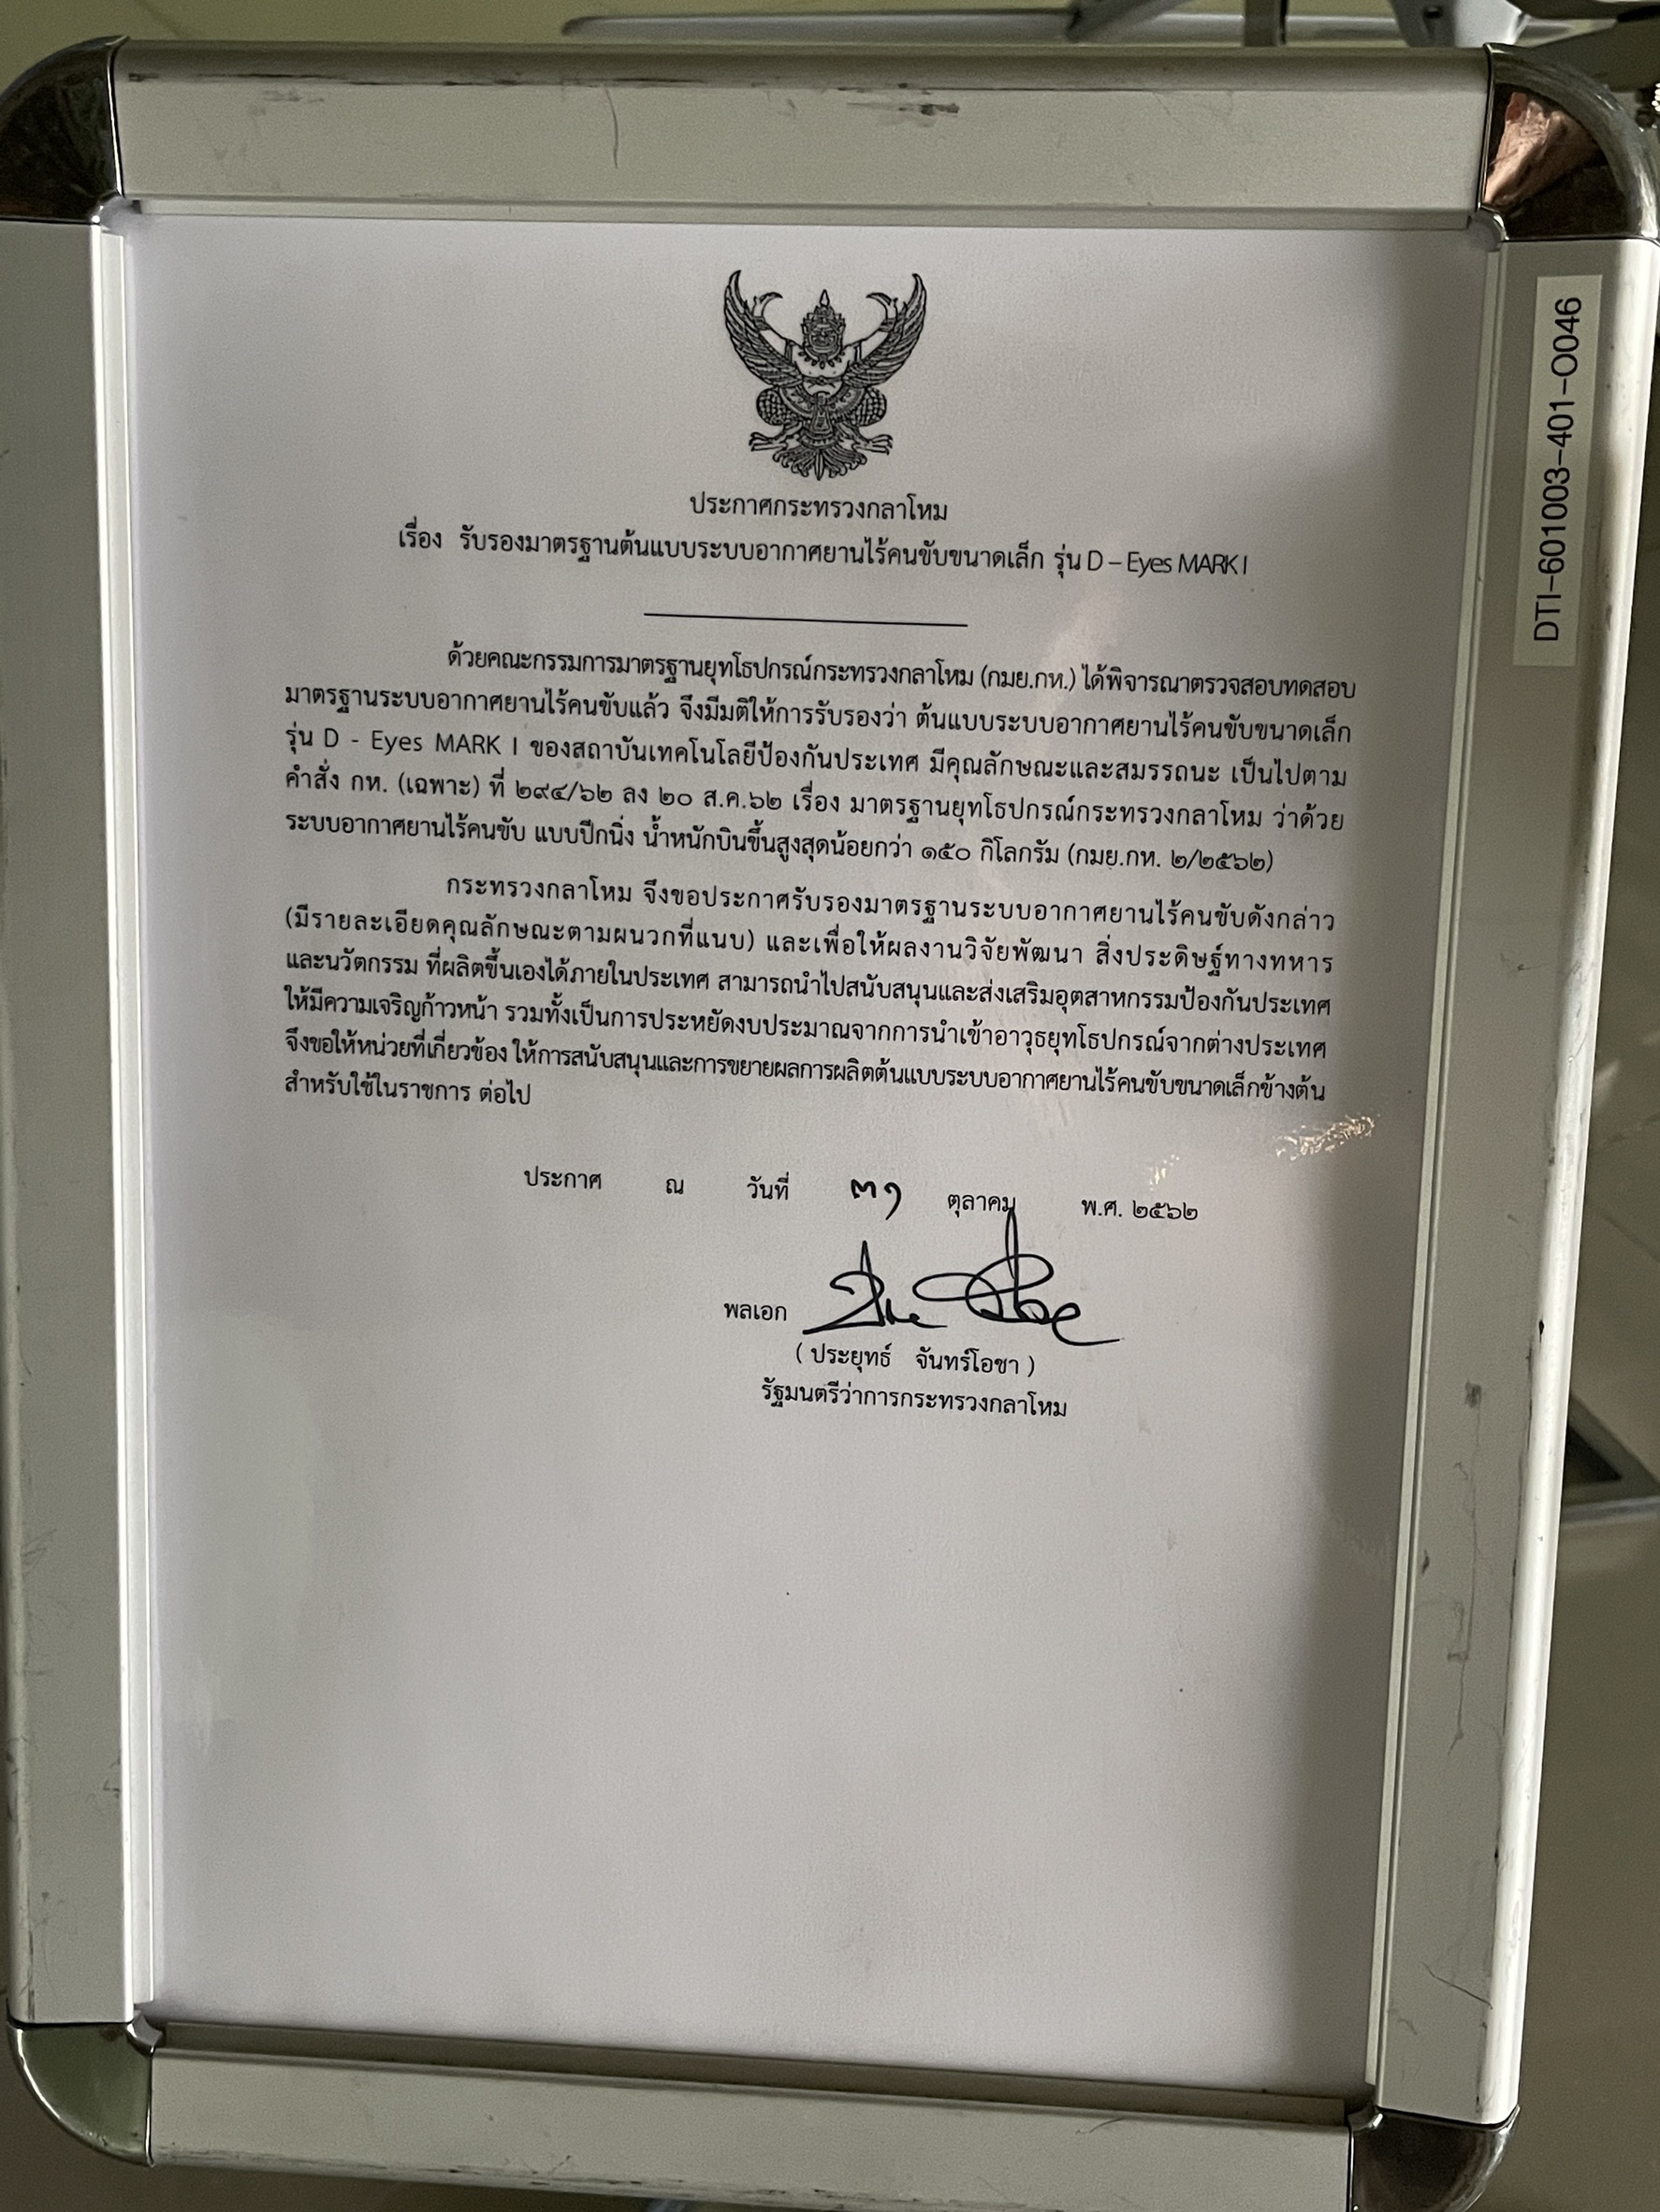 ประกาศกระทรวงกลาโหม
เรื่อง รับรองมาตรฐานต้นแบบระบบอากาศยานไร้คนขับขนาดเล็ก รุ่น D – Eyes MARK I
ด้วยคณะกรรมการมาตรฐานยุทโธปกรณ์กระทรวงกลาโหม (กมย.กห.) ได้พิจารณาตรวจสอบทดสอบ
มาตรฐานระบบอากาศยานไร้คนขับแล้ว จึงมีมติให้การรับรองว่า ต้นแบบระบบอากาศยานไร้คนขับขนาดเล็ก
รุ่น D - Eyes MARK I ของสถาบันเทคโนโลยีป้องกันประเทศ มีคุณลักษณะและสมรรถนะ เป็นไปตาม
คำสั่ง กห. (เฉพาะ) ที่ ๒๙๔/๖๒ ลง ๒๐ ส.ค.๖๒ เรื่อง มาตรฐานยุทโธปกรณ์กระทรวงกลาโหม ว่าด้วย
ระบบอากาศยานไร้คนขับ แบบปีกนิ่ง น้ำหนักบินขึ้นสูงสุดน้อยกว่า ๑๕๐ กิโลกรัม (กมย.กห. ๒/๒๕๖๒)
กระทรวงกลาโหม จึงขอประกาศรับรองมาตรฐานระบบอากาศยานไร้คนขับดังกล่าว
(มีรายละเอียดคุณลักษณะตามผนวกที่แนบ) และเพื่อให้ผลงานวิจัยพัฒนา สิ่งประดิษฐ์ทางทหาร
และนวัตกรรม ที่ผลิตขึ้นเองได้ภายในประเทศ สามารถนำไปสนับสนุนและส่งเสริมอุตสาหกรรมป้องกันประเทศ
ให้มีความเจริญก้าวหน้า รวมทั้งเป็นการประหยัดงบประมาณจากการนำเข้าอาวุธยุทโธปกรณ์จากต่างประเทศ
จึงขอให้หน่วยที่เกี่ยวข้อง ให้การสนับสนุนและการขยายผลการผลิตต้นแบบระบบอากาศยานไร้คนขับขนาดเล็กข้างต้น
สำหรับใช้ในราชการ ต่อไป
ประกาศ ณ วันที่ ๓๑ ตุลาคม พ.ศ. ๒๕๖๒
พลเอก
( ประยุทธ์ จันทร์โอชา )
รัฐมนตรีว่าการกระทรวงกลาโหม
DTI-601003-401-O046